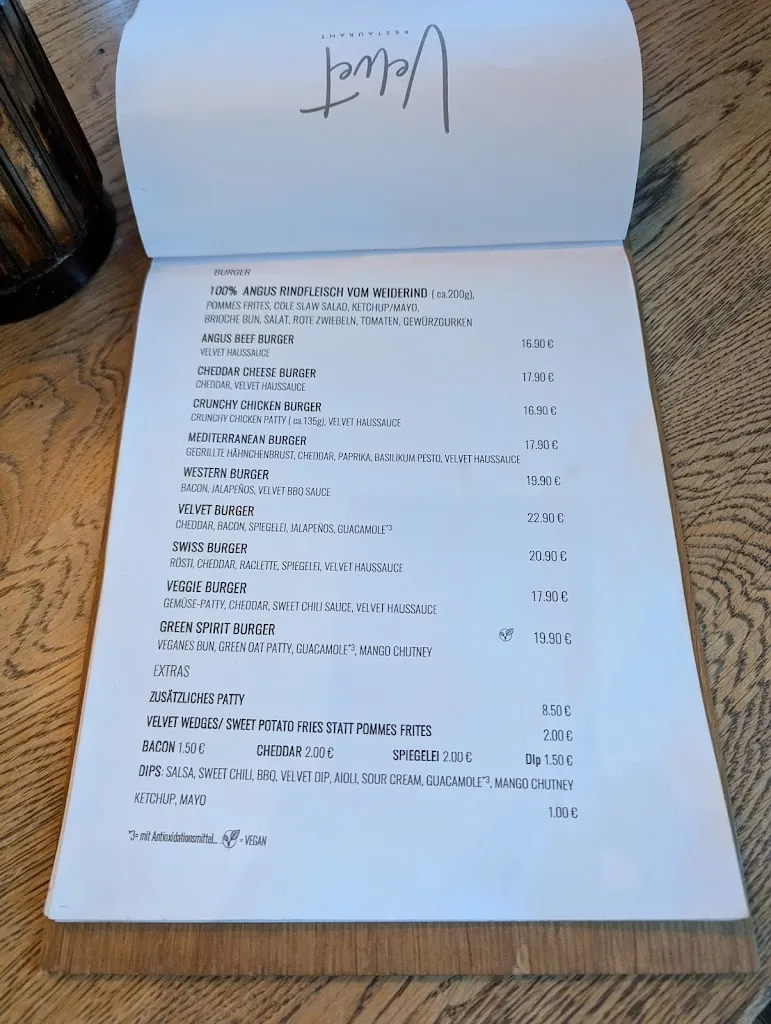 Velvet
RESTAURANT
BURGER
100% ANGUS RINDFLEISCH VOM WEIDERIND ( ca.200g),
POMMES FRITES, COLE SLAW SALAD, KETCHUP/MAYO,
BRIOCHE BUN, SALAT, ROTE ZWIEBELN, TOMATEN, GEWÜRZGURKEN
ANGUS BEEF BURGER 16.90 €
VELVET HAUSSAUCE
CHEDDAR CHEESE BURGER 17.90 €
CHEDDAR, VELVET HAUSSAUCE
CRUNCHY CHICKEN BURGER 16.90 €
CRUNCHY CHICKEN PATTY ( ca.135g), VELVET HAUSSAUCE
MEDITERRANEAN BURGER 17.90 €
GEGRILLTE HÄHNCHENBRUST, CHEDDAR, PAPRIKA, BASILIKUM PESTO, VELVET HAUSSAUCE
WESTERN BURGER 19.90 €
BACON, JALAPEÑOS, VELVET BBQ SAUCE
VELVET BURGER 22.90 €
CHEDDAR, BACON, SPIEGELEI, JALAPEÑOS, GUACAMOLE*3
SWISS BURGER 20.90 €
RÖSTI, CHEDDAR, RACLETTE, SPIEGELEI, VELVET HAUSSAUCE
VEGGIE BURGER 17.90 €
GEMÜSE-PATTY, CHEDDAR, SWEET CHILI SAUCE, VELVET HAUSSAUCE
GREEN SPIRIT BURGER 19.90 €
VEGANES BUN, GREEN OAT PATTY, GUACAMOLE*3, MANGO CHUTNEY
EXTRAS
ZUSÄTZLICHES PATTY 8.50 €
VELVET WEDGES/ SWEET POTATO FRIES STATT POMMES FRITES 2.00 €
BACON 1.50 € CHEDDAR 2.00 € SPIEGELEI 2.00 € Dip 1.50 €
DIPS: SALSA, SWEET CHILI, BBQ, VELVET DIP, AIOLI, SOUR CREAM, GUACAMOLE*3, MANGO CHUTNEY
KETCHUP, MAYO 1.00 €
*3= mit Antioxidationsmittel... = VEGAN